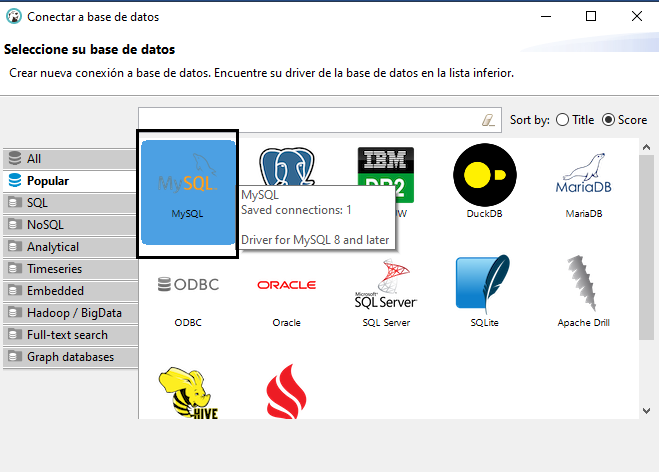 Conectar a base de datos
Seleccione su base de datos
Crear nueva conexión a base de datos. Encuentre su driver de la base de datos en la lista inferior.
Sort by: Title Score
All
Popular
SQL
NoSQL
Analytical
Timeseries
Embedded
Hadoop / BigData
Full-text search
Graph databases
MySQL
MySQL
IBM
DB2
DuckDB
MariaDB
MariaDB
MySQL
Saved connections: 1
Driver for MySQL 8 and later
ODBC
ODBC
ORACLE
Oracle
Microsoft
SQL Server
SQL Server
SQLite
SQLite
Apache Drill
HIVE